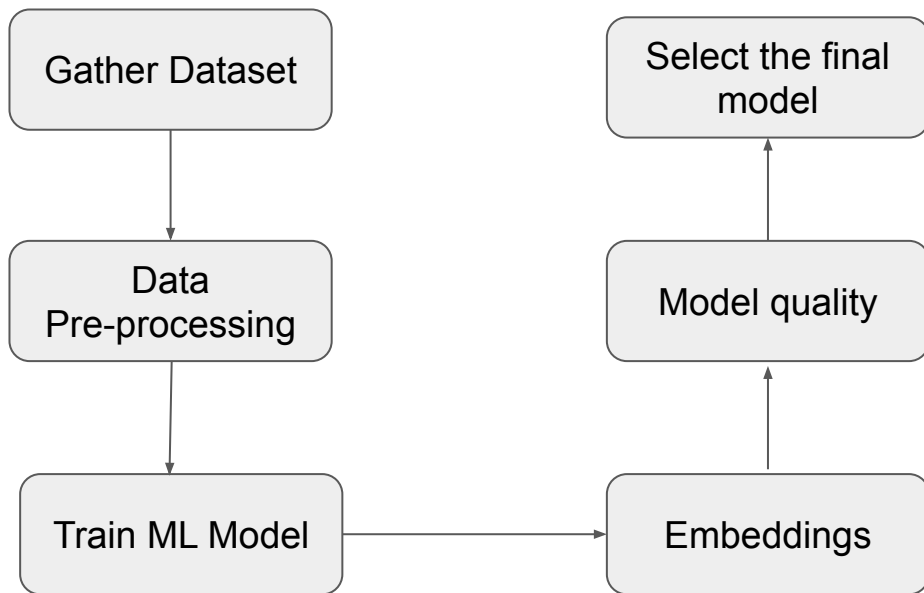 Gather Dataset
Data
Pre-processing
Train ML Model
Embeddings
Model quality
Select the final
model